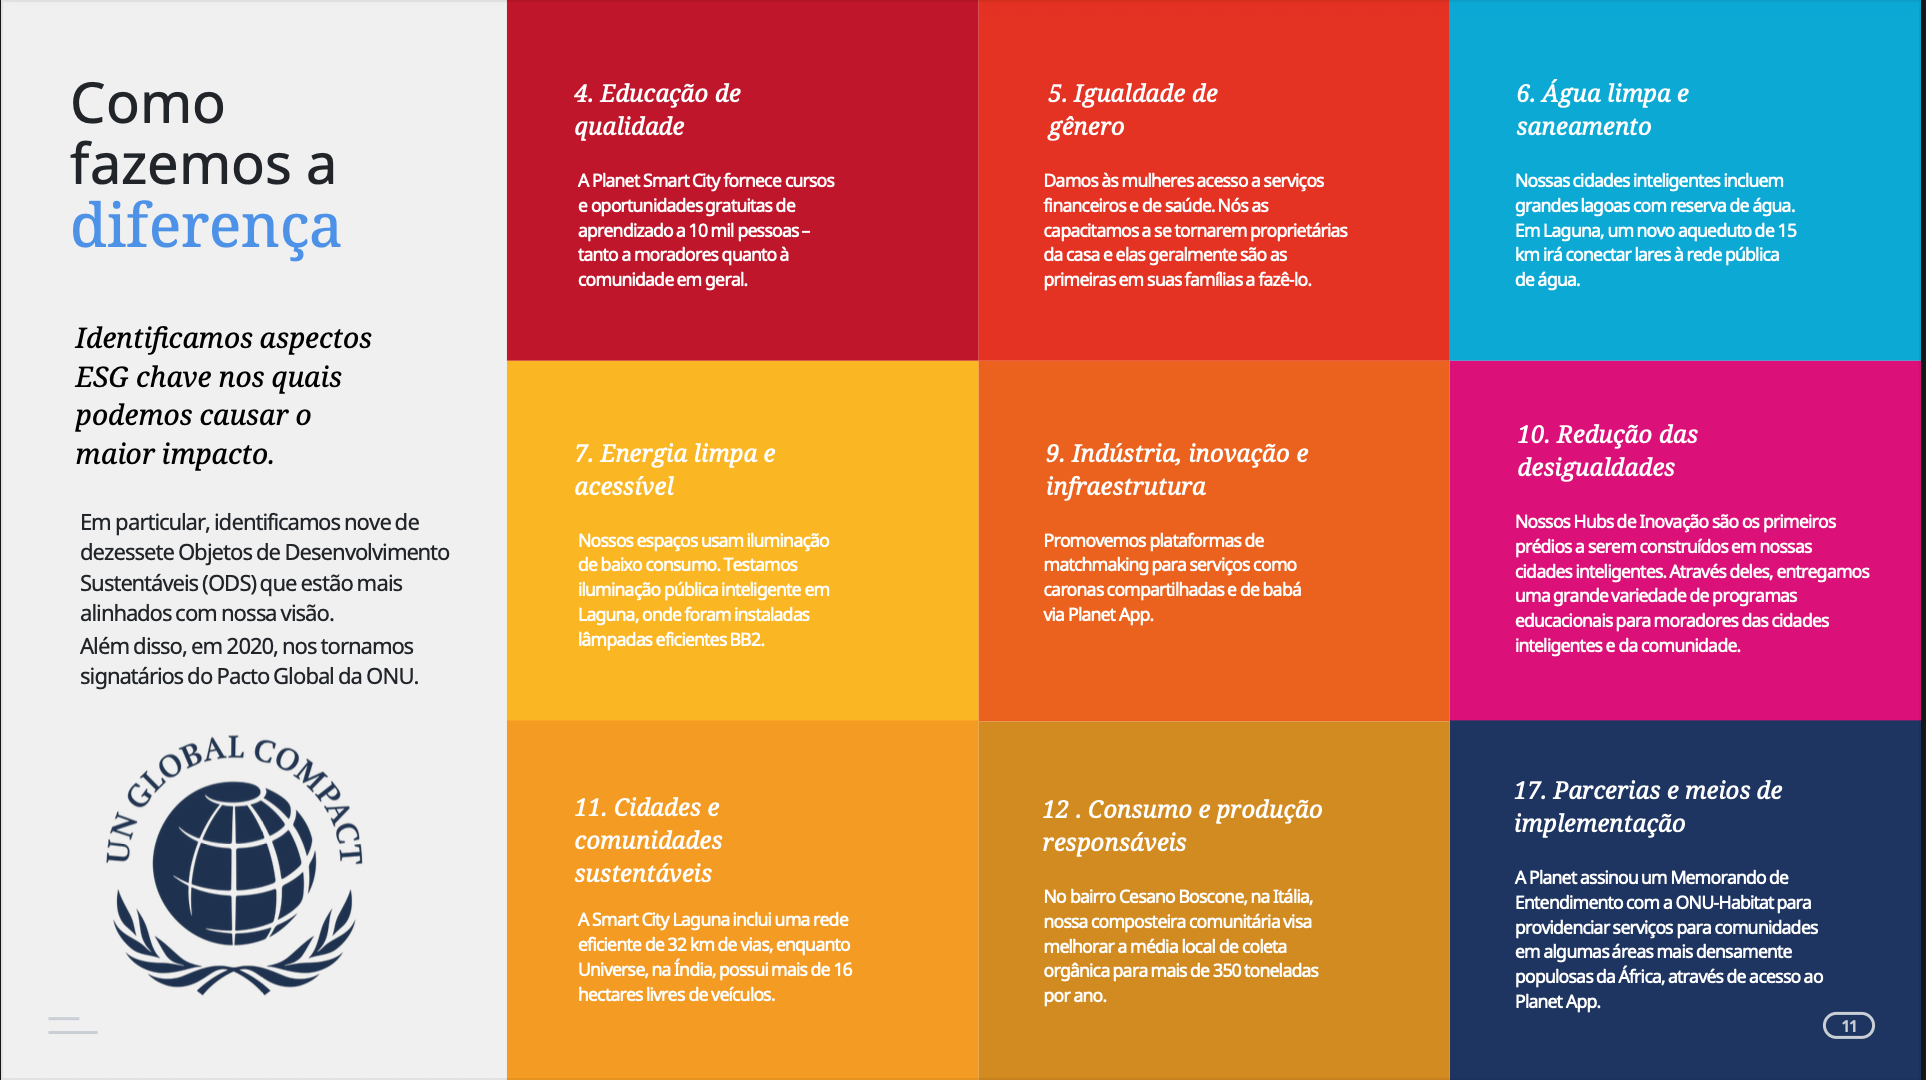 Como
fazemos a
diferença
Identificamos aspectos
ESG chave nos quais
podemos causar o
maior impacto.
Em particular, identificamos nove de
dezessete Objetos de Desenvolvimento
Sustentáveis (ODS) que estão mais
alinhados com nossa visão.
Além disso, em 2020, nos tornamos
signatários do Pacto Global da ONU.
UN GLOBAL COMPACT
4. Educação de
qualidade
A Planet Smart City fornece cursos
e oportunidades gratuitas de
aprendizado a 10 mil pessoas –
tanto a moradores quanto à
comunidade em geral.
5. Igualdade de
gênero
Damos às mulheres acesso a serviços
financeiros e de saúde. Nós as
capacitamos a se tornarem proprietárias
da casa e elas geralmente são as
primeiras em suas famílias a fazê-lo.
6. Água limpa e
saneamento
Nossas cidades inteligentes incluem
grandes lagoas com reserva de água.
Em Laguna, um novo aqueduto de 15
km irá conectar lares à rede pública
de água.
7. Energia limpa e
acessível
Nossos espaços usam iluminação
de baixo consumo. Testamos
iluminação pública inteligente em
Laguna, onde foram instaladas
lâmpadas eficientes BB2.
9. Indústria, inovação e
infraestrutura
Promovemos plataformas de
matchmaking para serviços como
caronas compartilhadas e de babá
via Planet App.
10. Redução das
desigualdades
Nossos Hubs de Inovação são os primeiros
prédios a serem construídos em nossas
cidades inteligentes. Através deles, entregamos
uma grande variedade de programas
educacionais para moradores das cidades
inteligentes e da comunidade.
11. Cidades e
comunidades
sustentáveis
A Smart City Laguna inclui uma rede
eficiente de 32 km de vias, enquanto
Universe, na Índia, possui mais de 16
hectares livres de veículos.
12 . Consumo e produção
responsáveis
No bairro Cesano Boscone, na Itália,
nossa composteira comunitária visa
melhorar a média local de coleta
orgânica para mais de 350 toneladas
por ano.
17. Parcerias e meios de
implementação
A Planet assinou um Memorando de
Entendimento com a ONU-Habitat para
providenciar serviços para comunidades
em algumas áreas mais densamente
populosas da África, através de acesso ao
Planet App.
11